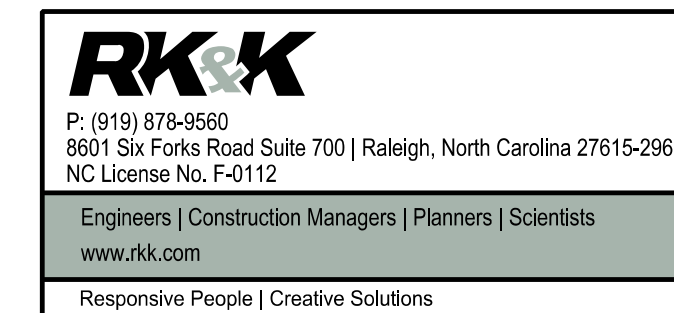 RK&K
P: (919) 878-9560
8601 Six Forks Road Suite 700 | Raleigh, North Carolina 27615-296
NC License No. F-0112
Engineers | Construction Managers | Planners | Scientists
www.rkk.com
Responsive People | Creative Solutions